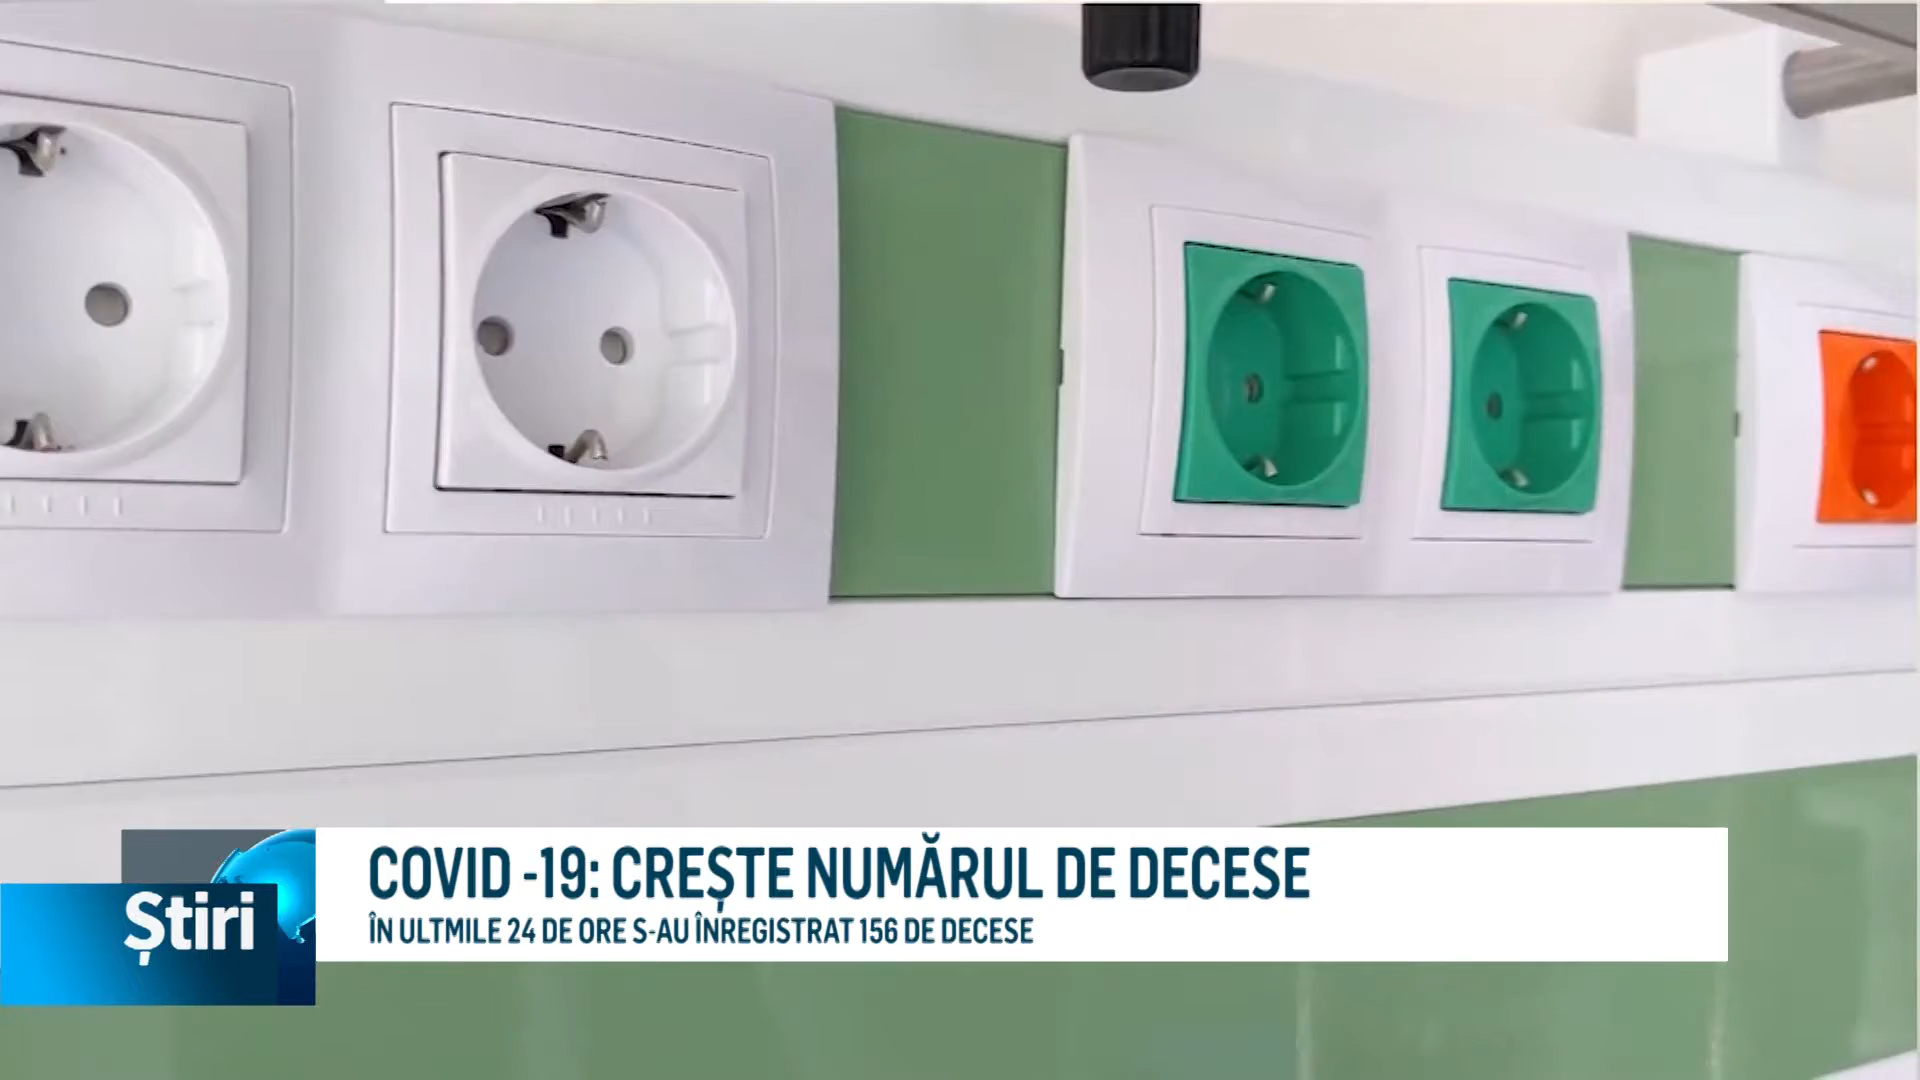 COVID -19: CREȘTE NUMĂRUL DE DECESE
ÎN ULTMILE 24 DE ORE S-AU ÎNREGISTRAT 156 DE DECESE
Știri